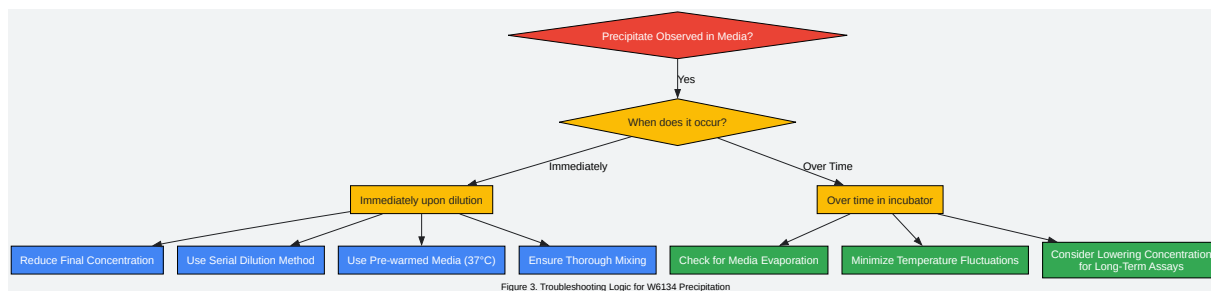 Precipitate Observed in Media?
Yes
When does it occur?
Immediately
Over Time
Immediately upon dilution
Over time in incubator
Reduce Final Concentration
Use Serial Dilution Method
Use Pre-warmed Media (37°C)
Ensure Thorough Mixing
Check for Media Evaporation
Minimize Temperature Fluctuations
Consider Lowering Concentration
for Long-Term Assays
Figure 3. Troubleshooting Logic for W6134 Precipitation